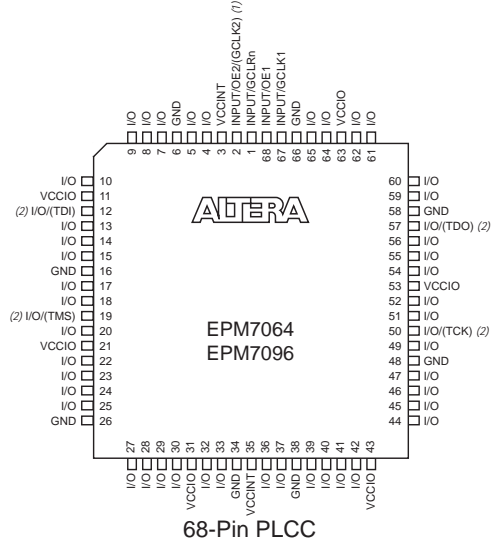 I/O I/O I/O GND I/O I/O VCCINT INPUT/OE2/(GCLK2) (1) INPUT/GCLRn INPUT/OE1 INPUT/GCLK1 GND I/O I/O VCCIO I/O I/O
9 8 7 6 5 4 3 2 1 68 67 66 65 64 63 62 61
I/O 10
VCCIO 11
(2) I/O/(TDI) 12
I/O 13
I/O 14
I/O 15
GND 16
I/O 17
I/O 18
(2) I/O/(TMS) 19
I/O 20
VCCIO 21
I/O 22
I/O 23
I/O 24
I/O 25
GND 26
ALTERA
EPM7064
EPM7096
60 I/O
59 I/O
58 GND
57 I/O/(TDO) (2)
56 I/O
55 I/O
54 I/O
53 VCCIO
52 I/O
51 I/O
50 I/O/(TCK) (2)
49 I/O
48 GND
47 I/O
46 I/O
45 I/O
44 I/O
27 28 29 30 31 32 33 34 35 36 37 38 39 40 41 42 43
I/O I/O I/O I/O VCCIO I/O I/O GND VCCINT I/O I/O GND I/O I/O I/O I/O VCCIO
68-Pin PLCC